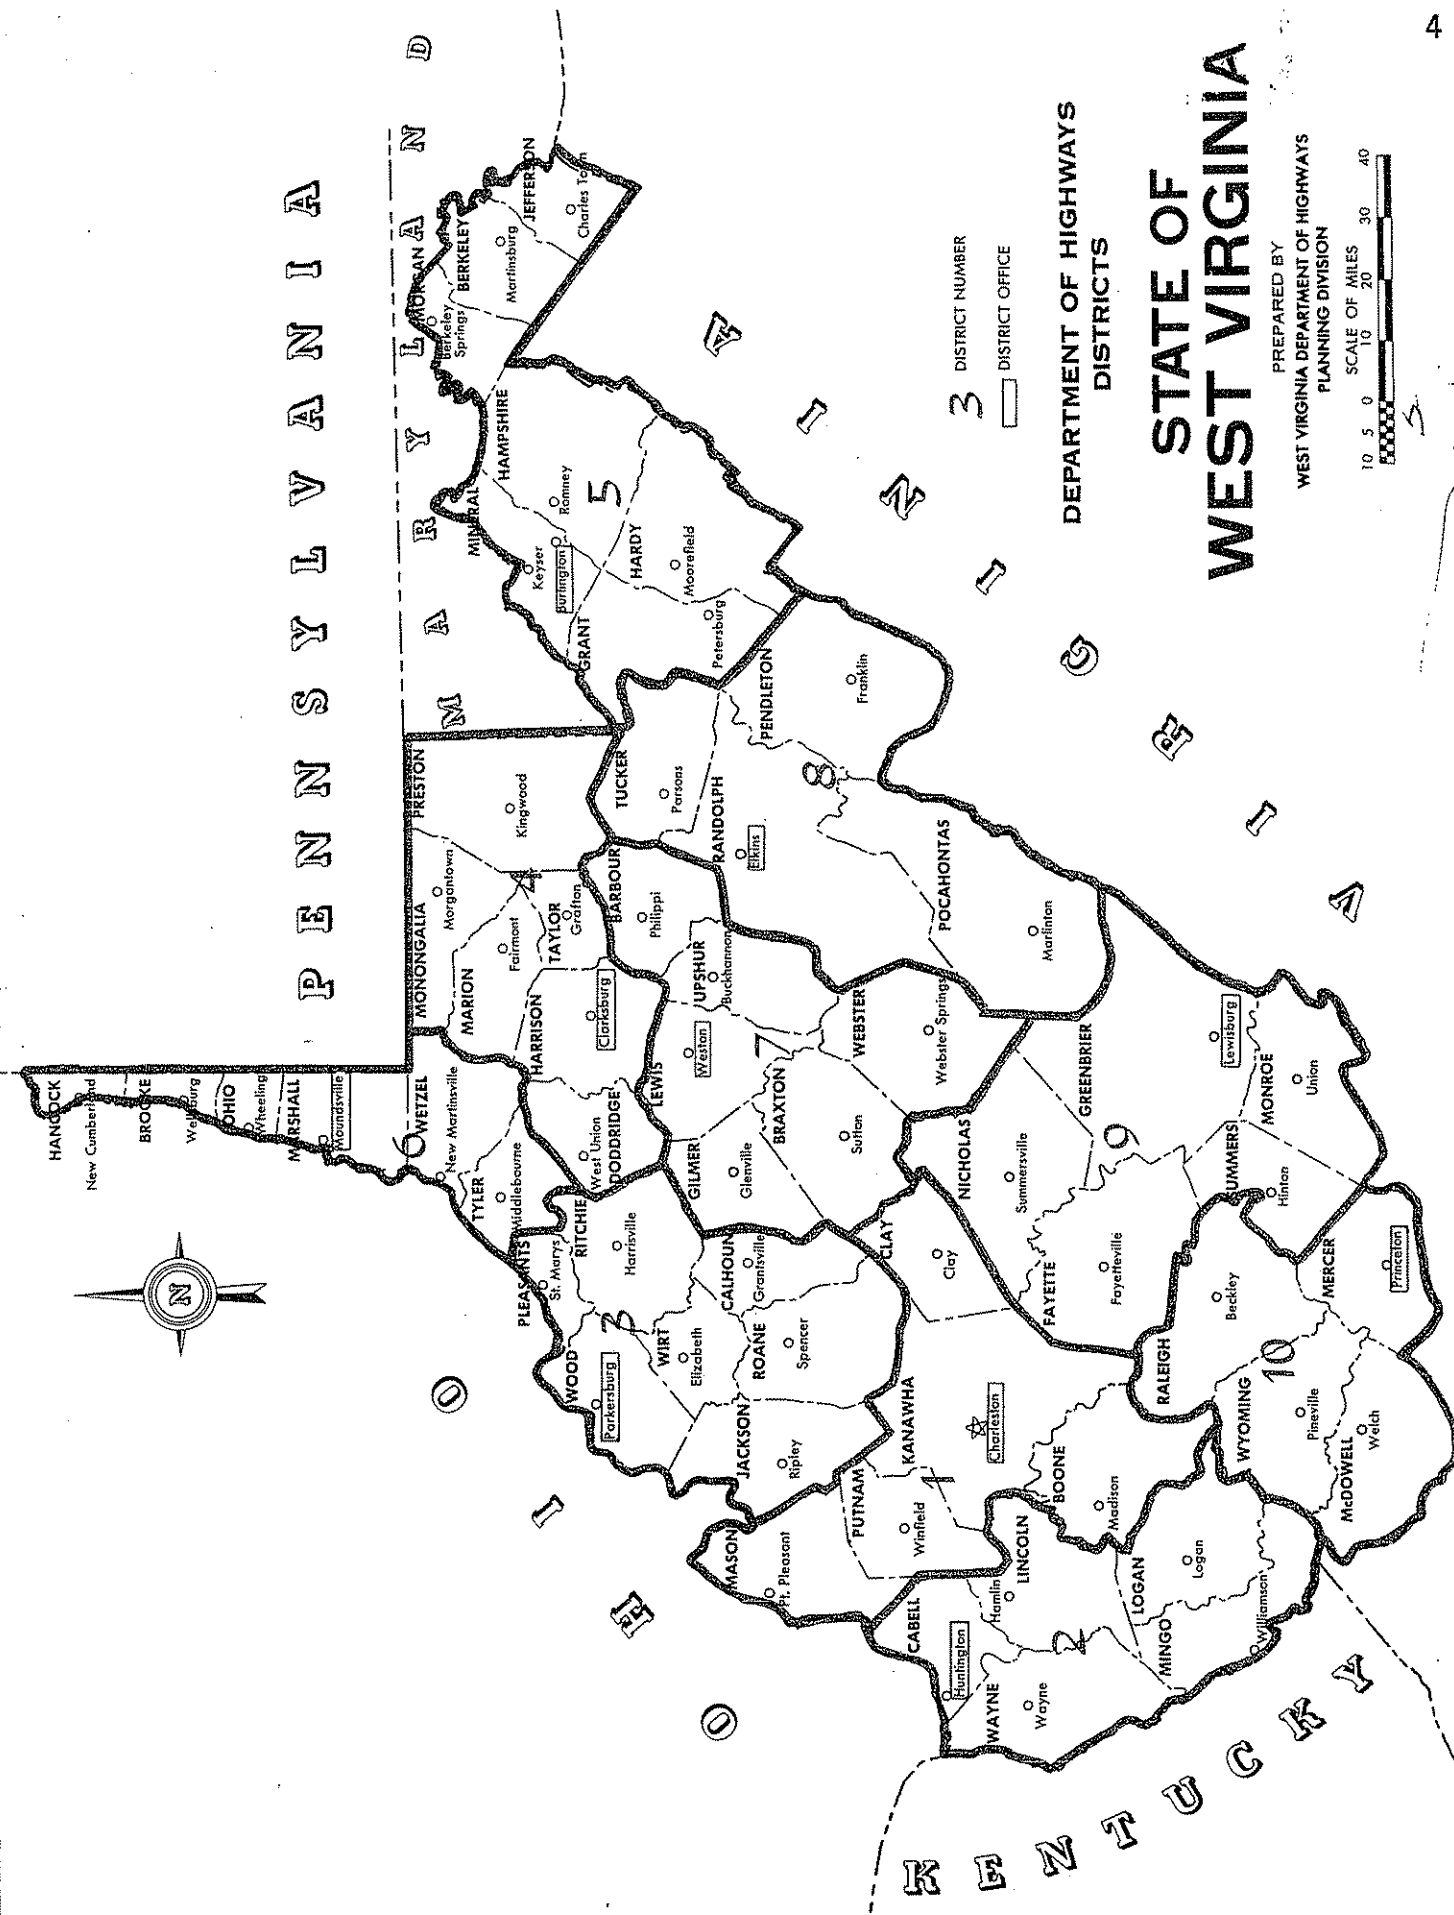 4
PENNSYLVANIA
MARYLAND
OHIO
KENTUCKY
VIRGINIA
N
HANCOCK
New Cumberland
BROOKE
Wellsburg
OHIO
Wheeling
MARSHALL
Moundsville
6
WETZEL
New Martinsville
TYLER
Middlebourne
PLEASANTS
St. Marys
RITCHIE
Harrisville
WOOD
Parkersburg
3
WIRT
Elizabeth
CALHOUN
Grantsville
ROANE
Spencer
JACKSON
Ripley
MONONGALIA
Morgantown
PRESTON
Kingwood
MARION
Fairmont
4
TAYLOR
Grafton
HARRISON
Clarksburg
DODDRIDGE
West Union
BARBOUR
Philippi
UPSHUR
Buckhannon
LEWIS
Weston
7
GILMER
Glenville
BRAXTON
Sutton
WEBSTER
Webster Springs
TUCKER
Parsons
RANDOLPH
Elkins
PENDLETON
Franklin
8
POCAHONTAS
Marlinton
MINERAL
Keyser
Burlington
HAMPSHIRE
Romney
5
HARDY
Moorefield
GRANT
Petersburg
MORGAN
Berkeley
Springs
BERKELEY
Martinsburg
JEFFERSON
Charles Town
MASON
Pt. Pleasant
PUTNAM
Winfield
1
KANAWHA
Charleston
CLAY
Clay
BOONE
Madison
CABELL
Huntington
WAYNE
Wayne
LINCOLN
Hamlin
2
LOGAN
Logan
MINGO
Williamson
NICHOLAS
Summersville
FAYETTE
Fayetteville
9
GREENBRIER
Lewisburg
SUMMERS
Hinton
MONROE
Union
RALEIGH
Beckley
10
WYOMING
Pineville
McDOWELL
Welch
MERCER
Princeton
3 DISTRICT NUMBER
DISTRICT OFFICE
DEPARTMENT OF HIGHWAYS
DISTRICTS
STATE OF
WEST VIRGINIA
PREPARED BY
WEST VIRGINIA DEPARTMENT OF HIGHWAYS
PLANNING DIVISION
SCALE OF MILES
10 5 0 10 20 30 40